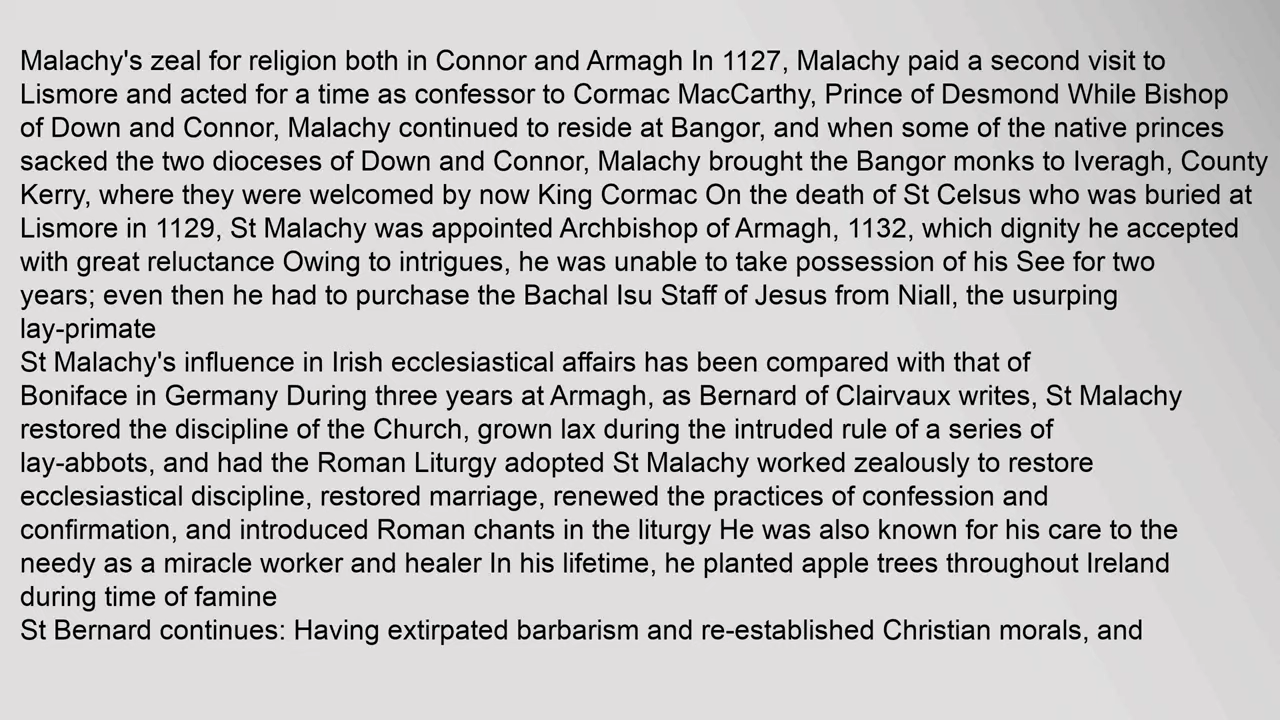 Malachy's zeal for religion both in Connor and Armagh In 1127, Malachy paid a second visit to
Lismore and acted for a time as confessor to Cormac MacCarthy, Prince of Desmond While Bishop
of Down and Connor, Malachy continued to reside at Bangor, and when some of the native princes
sacked the two dioceses of Down and Connor, Malachy brought the Bangor monks to Iveragh, County
Kerry, where they were welcomed by now King Cormac On the death of St Celsus who was buried at
Lismore in 1129, St Malachy was appointed Archbishop of Armagh, 1132, which dignity he accepted
with great reluctance Owing to intrigues, he was unable to take possession of his See for two
years; even then he had to purchase the Bachal Isu Staff of Jesus from Niall, the usurping
lay-primate
St Malachy's influence in Irish ecclesiastical affairs has been compared with that of
Boniface in Germany During three years at Armagh, as Bernard of Clairvaux writes, St Malachy
restored the discipline of the Church, grown lax during the intruded rule of a series of
lay-abbots, and had the Roman Liturgy adopted St Malachy worked zealously to restore
ecclesiastical discipline, restored marriage, renewed the practices of confession and
confirmation, and introduced Roman chants in the liturgy He was also known for his care to the
needy as a miracle worker and healer In his lifetime, he planted apple trees throughout Ireland
during time of famine
St Bernard continues: Having extirpated barbarism and re-established Christian morals, and